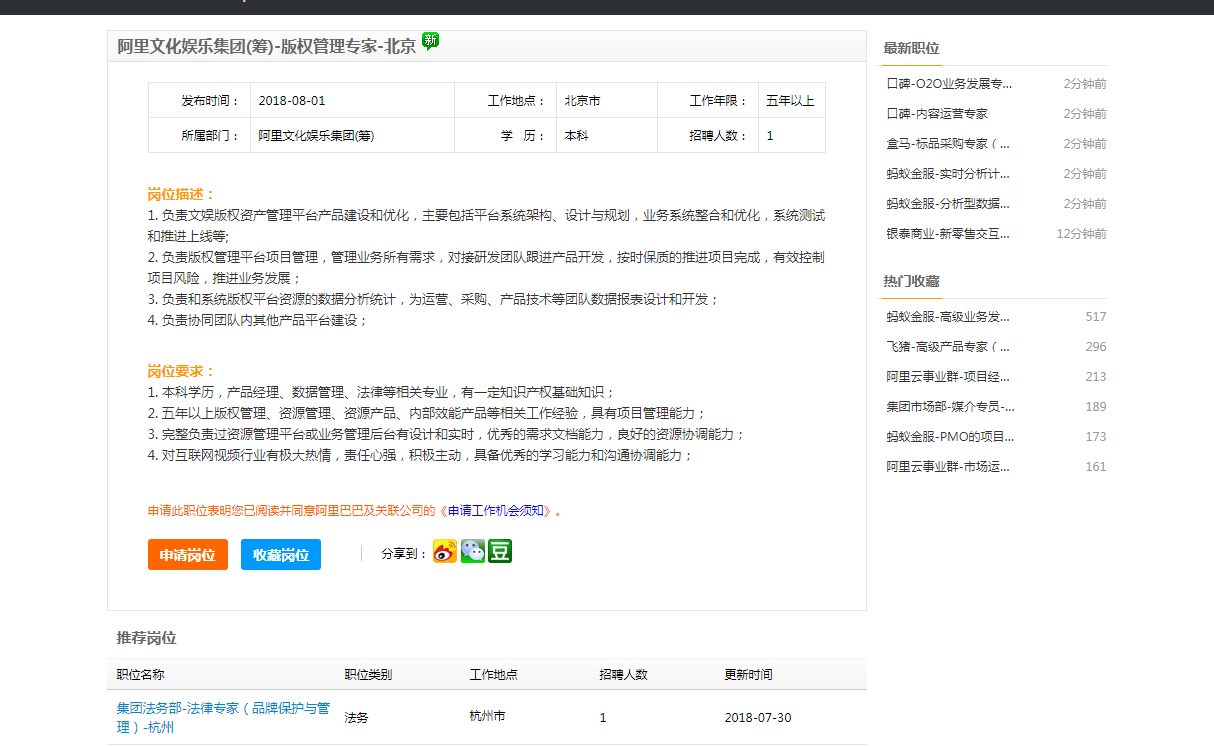 阿里文化娱乐集团(筹)-版权管理专家-北京 新
发布时间： 2018-08-01 工作地点： 北京市 工作年限： 五年以上
所属部门： 阿里文化娱乐集团(筹) 学 历： 本科 招聘人数： 1
岗位描述：
1. 负责文娱版权资产管理平台产品建设和优化，主要包括平台系统架构、设计与规划，业务系统整合和优化，系统测试
和推进上线等;
2. 负责版权管理平台项目管理，管理业务所有需求，对接研发团队跟进产品开发，按时保质的推进项目完成，有效控制
项目风险，推进业务发展；
3. 负责和系统版权平台资源的数据分析统计，为运营、采购、产品技术等团队数据报表设计和开发；
4. 负责协同团队内其他产品平台建设；
岗位要求：
1. 本科学历，产品经理、数据管理、法律等相关专业，有一定知识产权基础知识；
2. 五年以上版权管理、资源管理、资源产品、内部效能产品等相关工作经验，具有项目管理能力；
3. 完整负责过资源管理平台或业务管理后台有设计和实时，优秀的需求文档能力，良好的资源协调能力；
4. 对互联网视频行业有极大热情，责任心强，积极主动，具备优秀的学习能力和沟通协调能力；
申请此职位表明您已阅读并同意阿里巴巴及关联公司的《申请工作机会须知》。
申请岗位 收藏岗位 分享到： 豆
推荐岗位
职位名称 职位类别 工作地点 招聘人数 更新时间
集团法务部-法律专家（品牌保护与管
理）-杭州 法务 杭州市 1 2018-07-30
最新职位
口碑-O2O业务发展专... 2分钟前
口碑-内容运营专家 2分钟前
盒马-标品采购专家（... 2分钟前
蚂蚁金服-实时分析计... 2分钟前
蚂蚁金服-分析型数据... 2分钟前
银泰商业-新零售交互... 12分钟前
热门收藏
蚂蚁金服-高级业务发... 517
飞猪-高级产品专家（... 296
阿里云事业群-项目经... 213
集团市场部-媒介专员-... 189
蚂蚁金服-PMO的项目... 173
阿里云事业群-市场运... 161